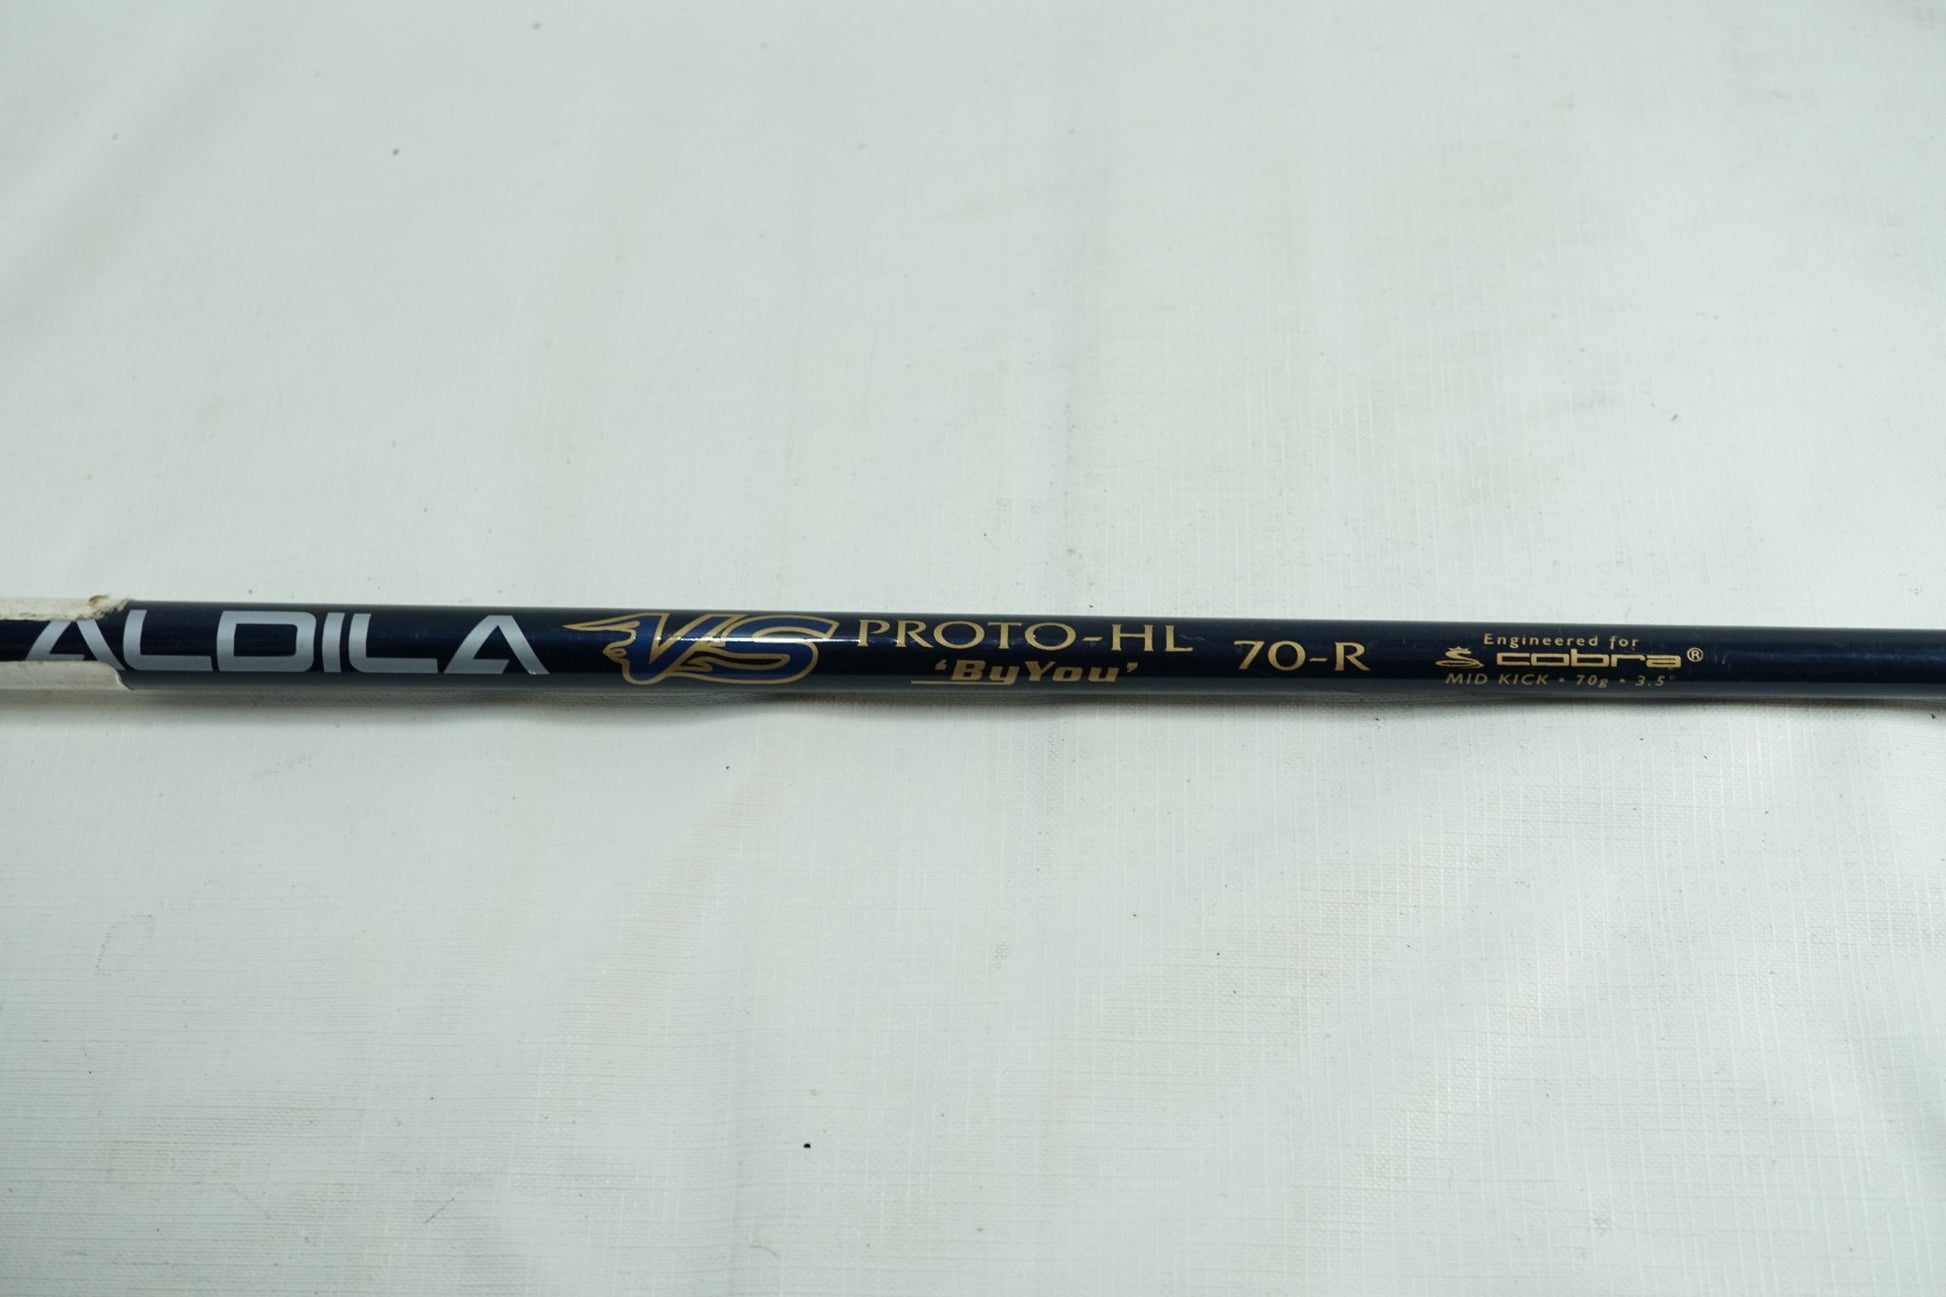 ALDILA VS PROTO-HL 70-R
'ByYou'
Engineered for
cobra®
MID KICK • 70g • 3.5°